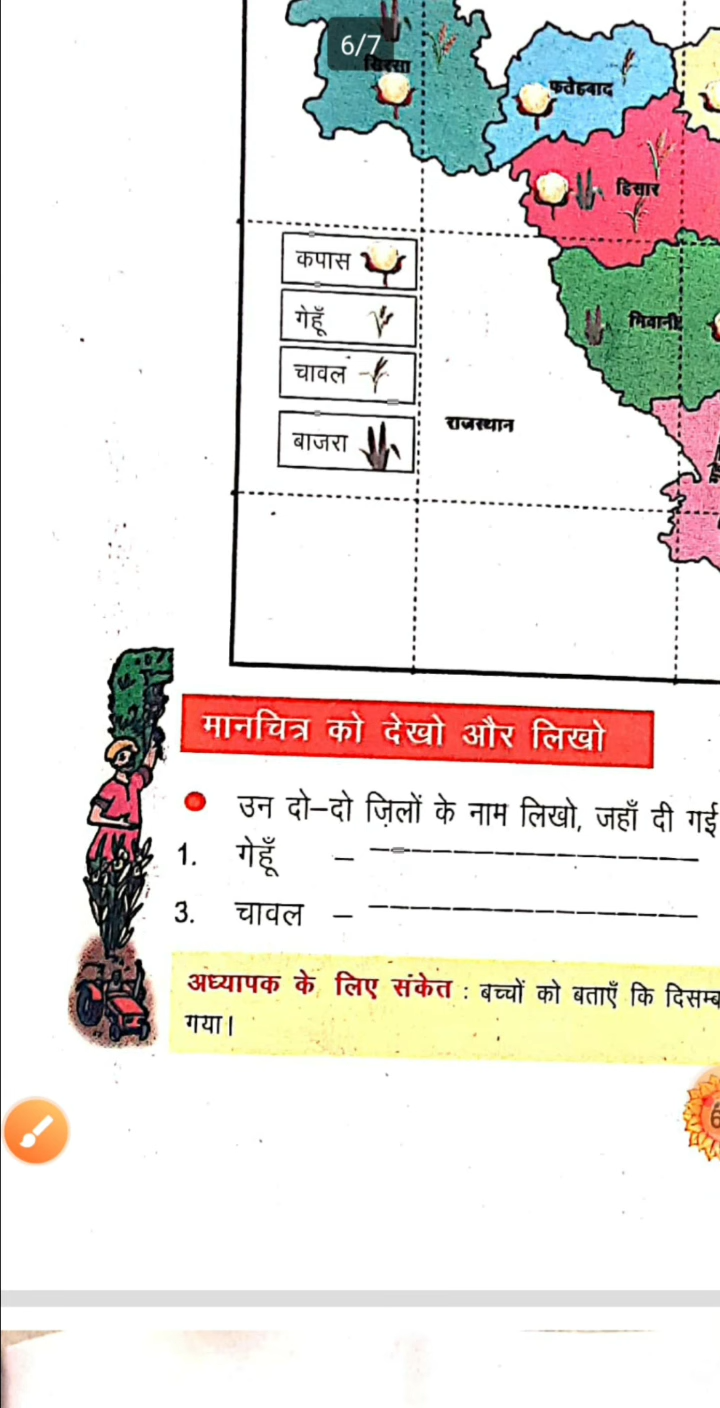 6/7
सिरसा
फतेहबाद
हिसार
कपास
गेहूँ
भिवानी
चावल
राजस्थान
बाजरा
मानचित्र को देखो और लिखो
उन दो-दो ज़िलों के नाम लिखो, जहाँ दी गई
1. गेहूँ –
3. चावल –
अध्यापक के लिए संकेत : बच्चों को बताएँ कि दिसम्ब
गया।
6